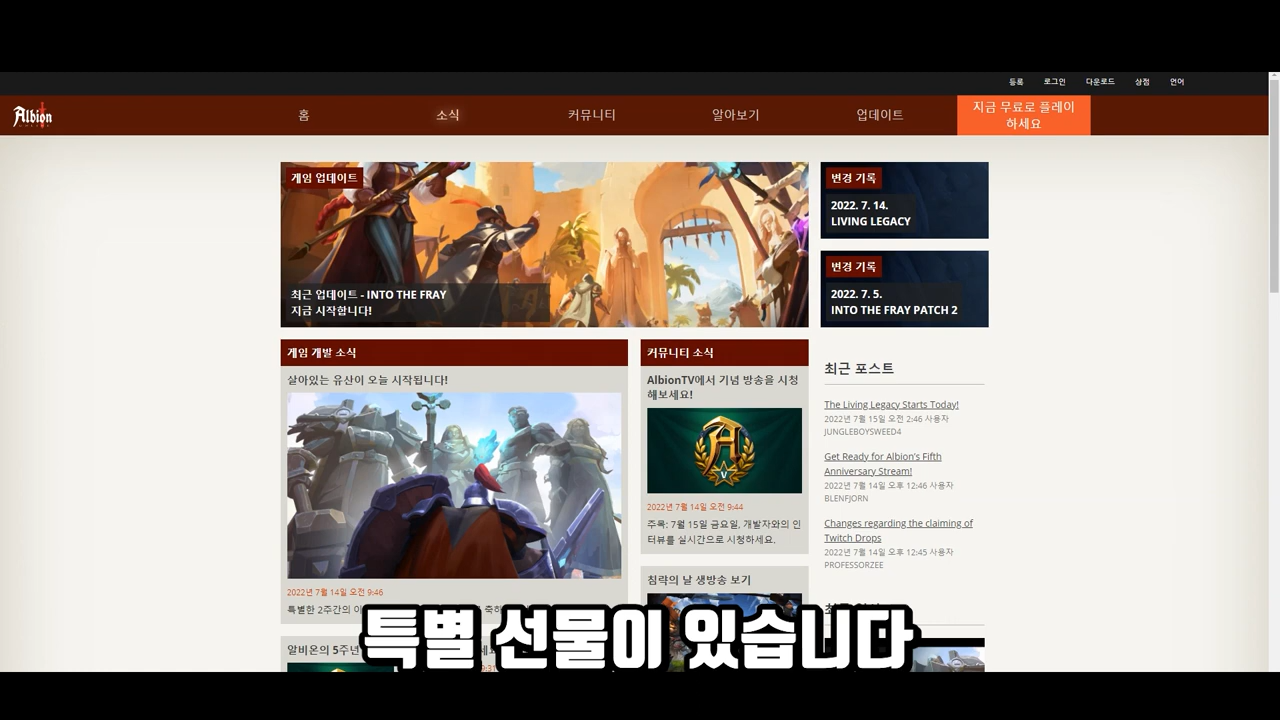 등록 로그인 다운로드 상점 언어
Albion
홈 소식 커뮤니티 알아보기 업데이트 지금 무료로 플레이
하세요
게임 업데이트
최근 업데이트 - INTO THE FRAY
지금 시작합니다!
변경 기록
2022. 7. 14.
LIVING LEGACY
변경 기록
2022. 7. 5.
INTO THE FRAY PATCH 2
게임 개발 소식
살아있는 유산이 오늘 시작됩니다!
2022년 7월 14일 오전 9:46
특별한 2주간의
알비온의 5주년
커뮤니티 소식
AlbionTV에서 기념 방송을 시청
해보세요!
A
V
2022년 7월 14일 오전 9:44
주목: 7월 15일 금요일, 개발자와의 인
터뷰를 실시간으로 시청하세요.
침략의 날 생방송 보기
최근 포스트
The Living Legacy Starts Today!
2022년 7월 15일 오전 2:46 사용자
JUNGLEBOYSWEED4
Get Ready for Albion's Fifth
Anniversary Stream!
2022년 7월 14일 오후 12:46 사용자
BLENFJORN
Changes regarding the claiming of
Twitch Drops
2022년 7월 14일 오후 12:45 사용자
PROFESSORZEE
특별 선물이 있습니다